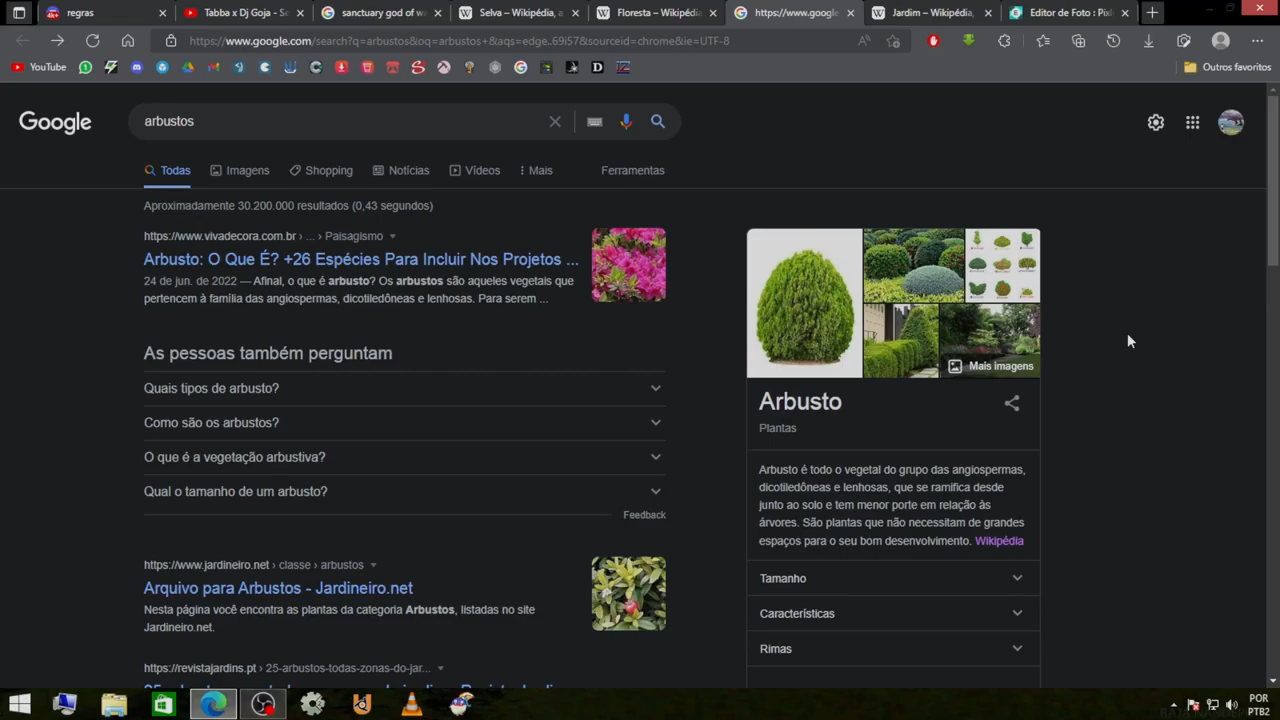 regras
Tabba x Dj Goja - Se
sanctuary god of w
Selva – Wikipédia, a
Floresta – Wikipédia
https://www.google
Jardim – Wikipédia,
Editor de Foto : Pix
https://www.google.com/search?q=arbustos&oq=arbustos+&aqs=edge..69i57&sourceid=chrome&ie=UTF-8
YouTube
Outros favoritos
Google
arbustos
Todas
Imagens
Shopping
Notícias
Vídeos
Mais
Ferramentas
Aproximadamente 30.200.000 resultados (0,43 segundos)
https://www.vivadecora.com.br › ... › Paisagismo
Arbusto: O Que É? +26 Espécies Para Incluir Nos Projetos ...
24 de jun. de 2022 — Afinal, o que é arbusto? Os arbustos são aqueles vegetais que
pertencem à família das angiospermas, dicotiledôneas e lenhosas. Para serem ...
As pessoas também perguntam
Quais tipos de arbusto?
Como são os arbustos?
O que é a vegetação arbustiva?
Qual o tamanho de um arbusto?
Feedback
https://www.jardineiro.net › classe › arbustos
Arquivo para Arbustos - Jardineiro.net
Nesta página você encontra as plantas da categoria Arbustos, listadas no site
Jardineiro.net.
https://revistajardins.pt › 25-arbustos-todas-zonas-do-jar...
Mais imagens
Arbusto
Plantas
Arbusto é todo o vegetal do grupo das angiospermas,
dicotiledôneas e lenhosas, que se ramifica desde
junto ao solo e tem menor porte em relação às
árvores. São plantas que não necessitam de grandes
espaços para o seu bom desenvolvimento. Wikipédia
Tamanho
Características
Rimas
POR
PTB2